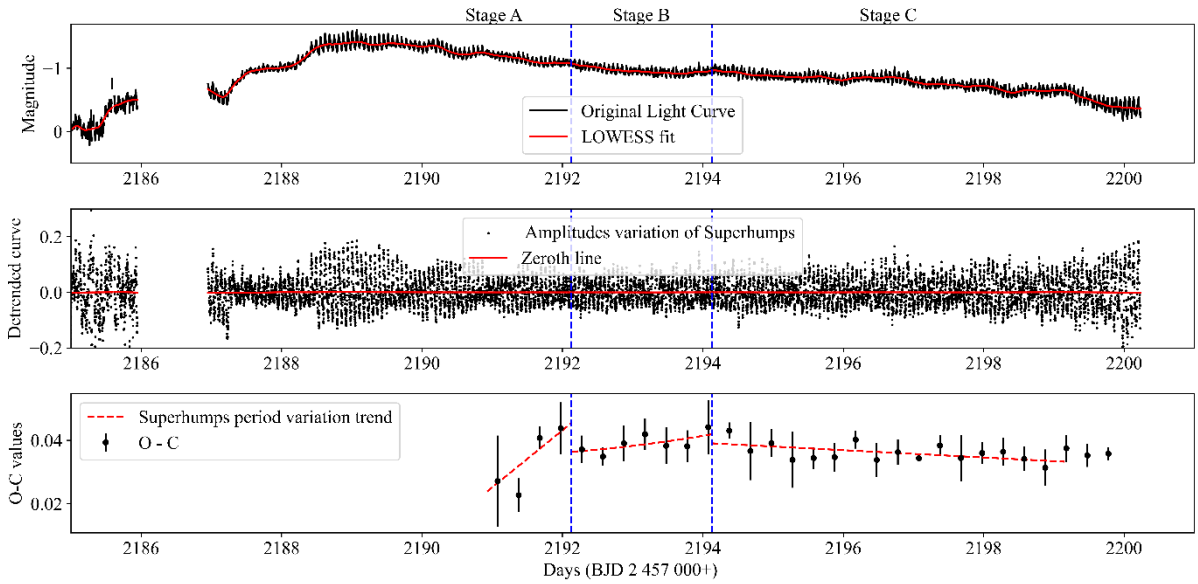 Stage A Stage B Stage C
Magnitude
−1
0
Original Light Curve
LOWESS fit
2186 2188 2190 2192 2194 2196 2198 2200
Detrended curve
0.2
0.0
−0.2
Amplitudes variation of Superhumps
Zeroth line
2186 2188 2190 2192 2194 2196 2198 2200
O-C values
0.04
0.02
Superhumps period variation trend
O - C
2186 2188 2190 2192 2194 2196 2198 2200
Days (BJD 2 457 000+)